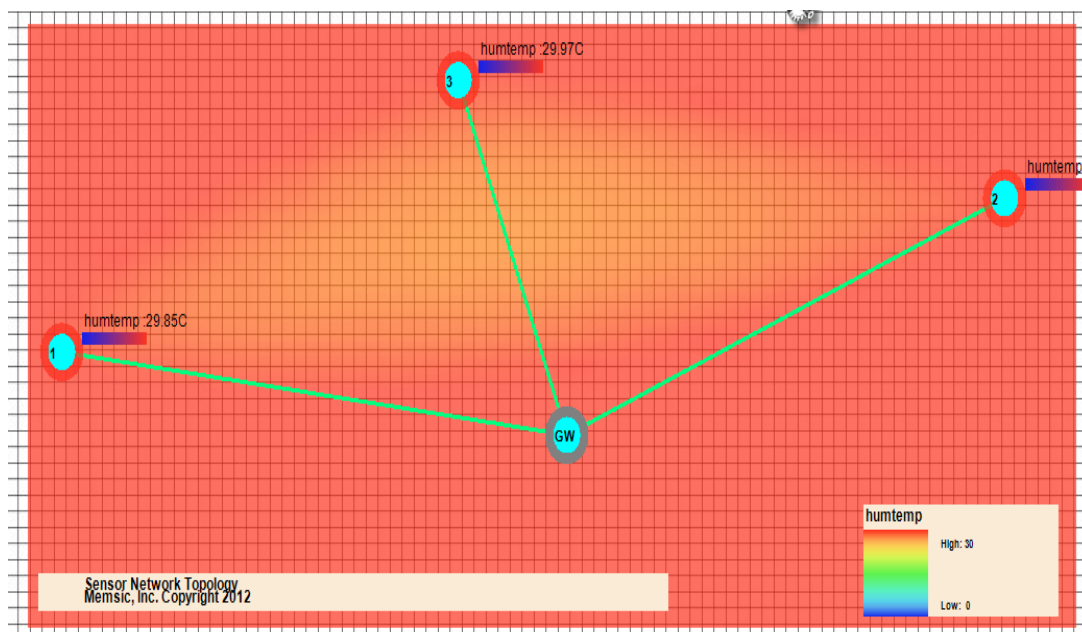 humtemp :29.97C
3
humtemp
2
humtemp :29.85C
1
GW
humtemp
High: 30
Low: 0
Sensor Network Topology
Memsic, Inc. Copyright 2012